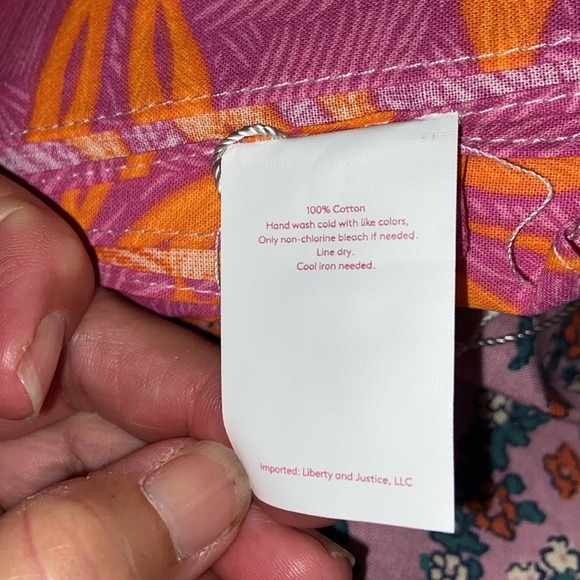 100% Cotton
Hand wash cold with like colors,
Only non-chlorine bleach if needed.
Line dry.
Cool iron needed.
Imported: Liberty and Justice, LLC